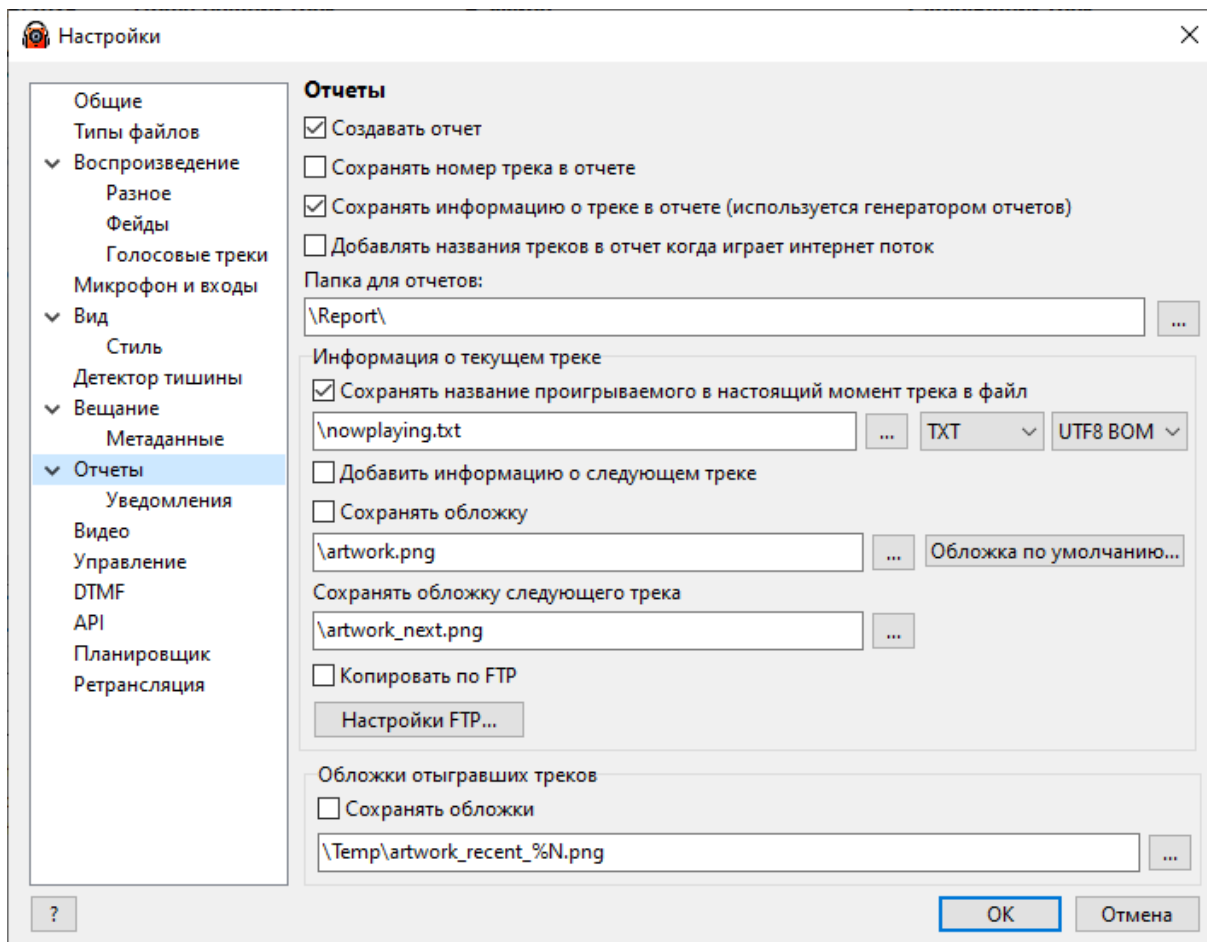 Настройки
Общие
Типы файлов
Воспроизведение
Разное
Фейды
Голосовые треки
Микрофон и входы
Вид
Стиль
Детектор тишины
Вещание
Метаданные
Отчеты
Уведомления
Видео
Управление
DTMF
API
Планировщик
Ретрансляция
Отчеты
Создавать отчет
Сохранять номер трека в отчете
Сохранять информацию о треке в отчете (используется генератором отчетов)
Добавлять названия треков в отчет когда играет интернет поток
Папка для отчетов:
\Report\ ...
Информация о текущем треке
Сохранять название проигрываемого в настоящий момент трека в файл
\nowplaying.txt ... TXT UTF8 BOM
Добавить информацию о следующем треке
Сохранять обложку
\artwork.png ... Обложка по умолчанию...
Сохранять обложку следующего трека
\artwork_next.png ...
Копировать по FTP
Настройки FTP...
Обложки отыгравших треков
Сохранять обложки
\Temp\artwork_recent_%N.png ...
? OK Отмена